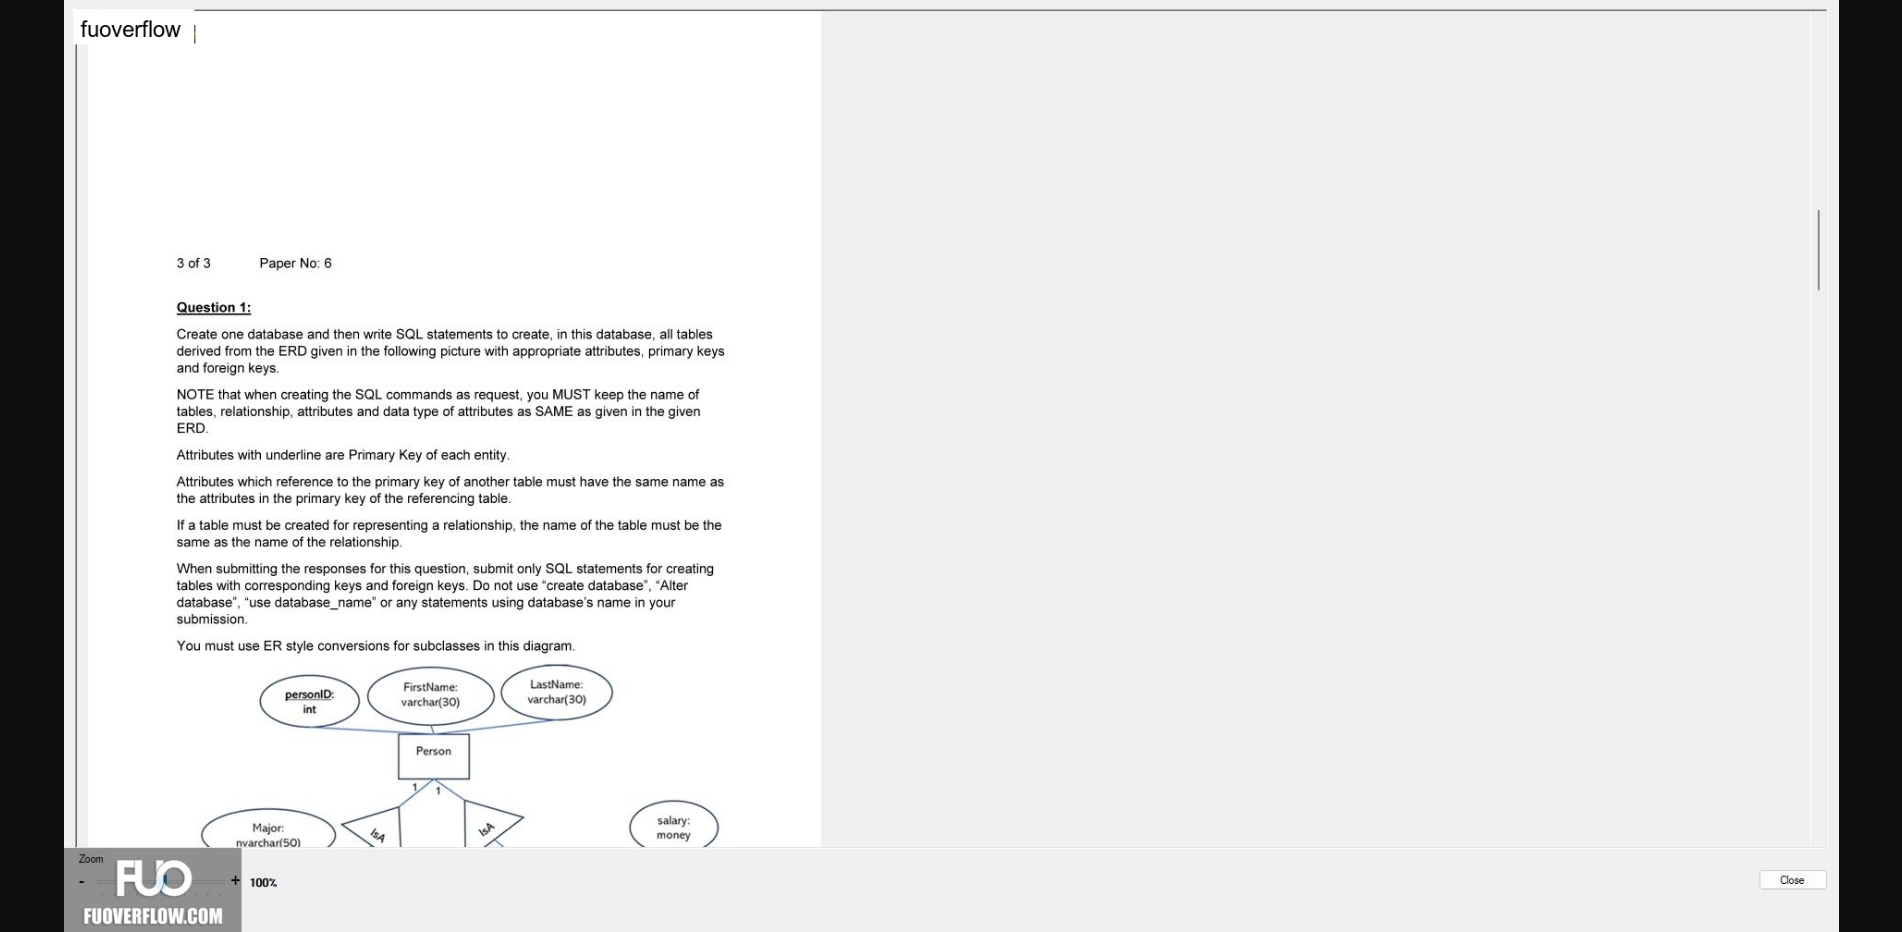 fuoverflow
3 of 3 Paper No: 6
Question 1:
Create one database and then write SQL statements to create, in this database, all tables
derived from the ERD given in the following picture with appropriate attributes, primary keys
and foreign keys.
NOTE that when creating the SQL commands as request, you MUST keep the name of
tables, relationship, attributes and data type of attributes as SAME as given in the given
ERD.
Attributes with underline are Primary Key of each entity.
Attributes which reference to the primary key of another table must have the same name as
the attributes in the primary key of the referencing table.
If a table must be created for representing a relationship, the name of the table must be the
same as the name of the relationship.
When submitting the responses for this question, submit only SQL statements for creating
tables with corresponding keys and foreign keys. Do not use “create database”, “Alter
database”, “use database_name” or any statements using database’s name in your
submission.
You must use ER style conversions for subclasses in this diagram.
personID:
int
FirstName:
varchar(30)
LastName:
varchar(30)
Person
1
1
Major:
nvarchar(50)
IsA
IsA
salary:
money
Zoom
- + 100%
FUO
FUOVERFLOW.COM
Close